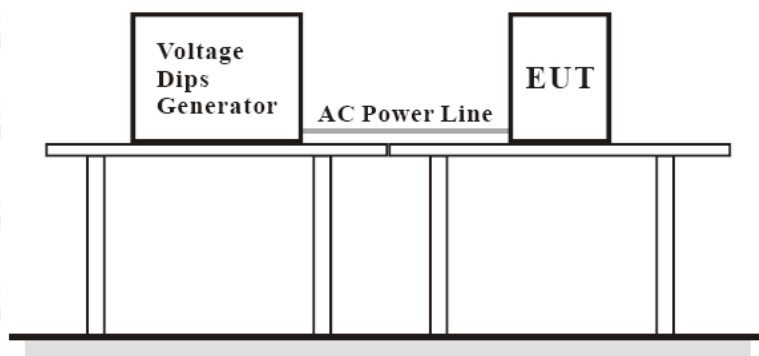 Voltage
Dips
Generator
AC Power Line
EUT